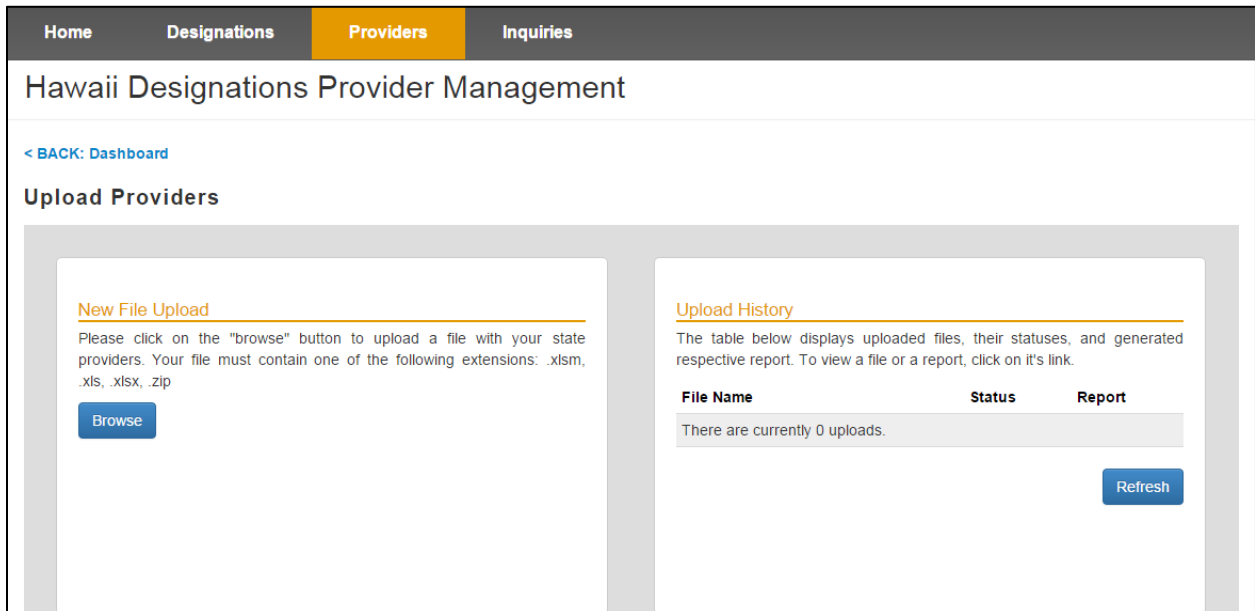 Home Designations Providers Inquiries
Hawaii Designations Provider Management
< BACK: Dashboard
Upload Providers
New File Upload
Please click on the "browse" button to upload a file with your state
providers. Your file must contain one of the following extensions: .xlsm,
.xls, .xlsx, .zip
Browse
Upload History
The table below displays uploaded files, their statuses, and generated
respective report. To view a file or a report, click on it's link.
File Name Status Report
There are currently 0 uploads.
Refresh